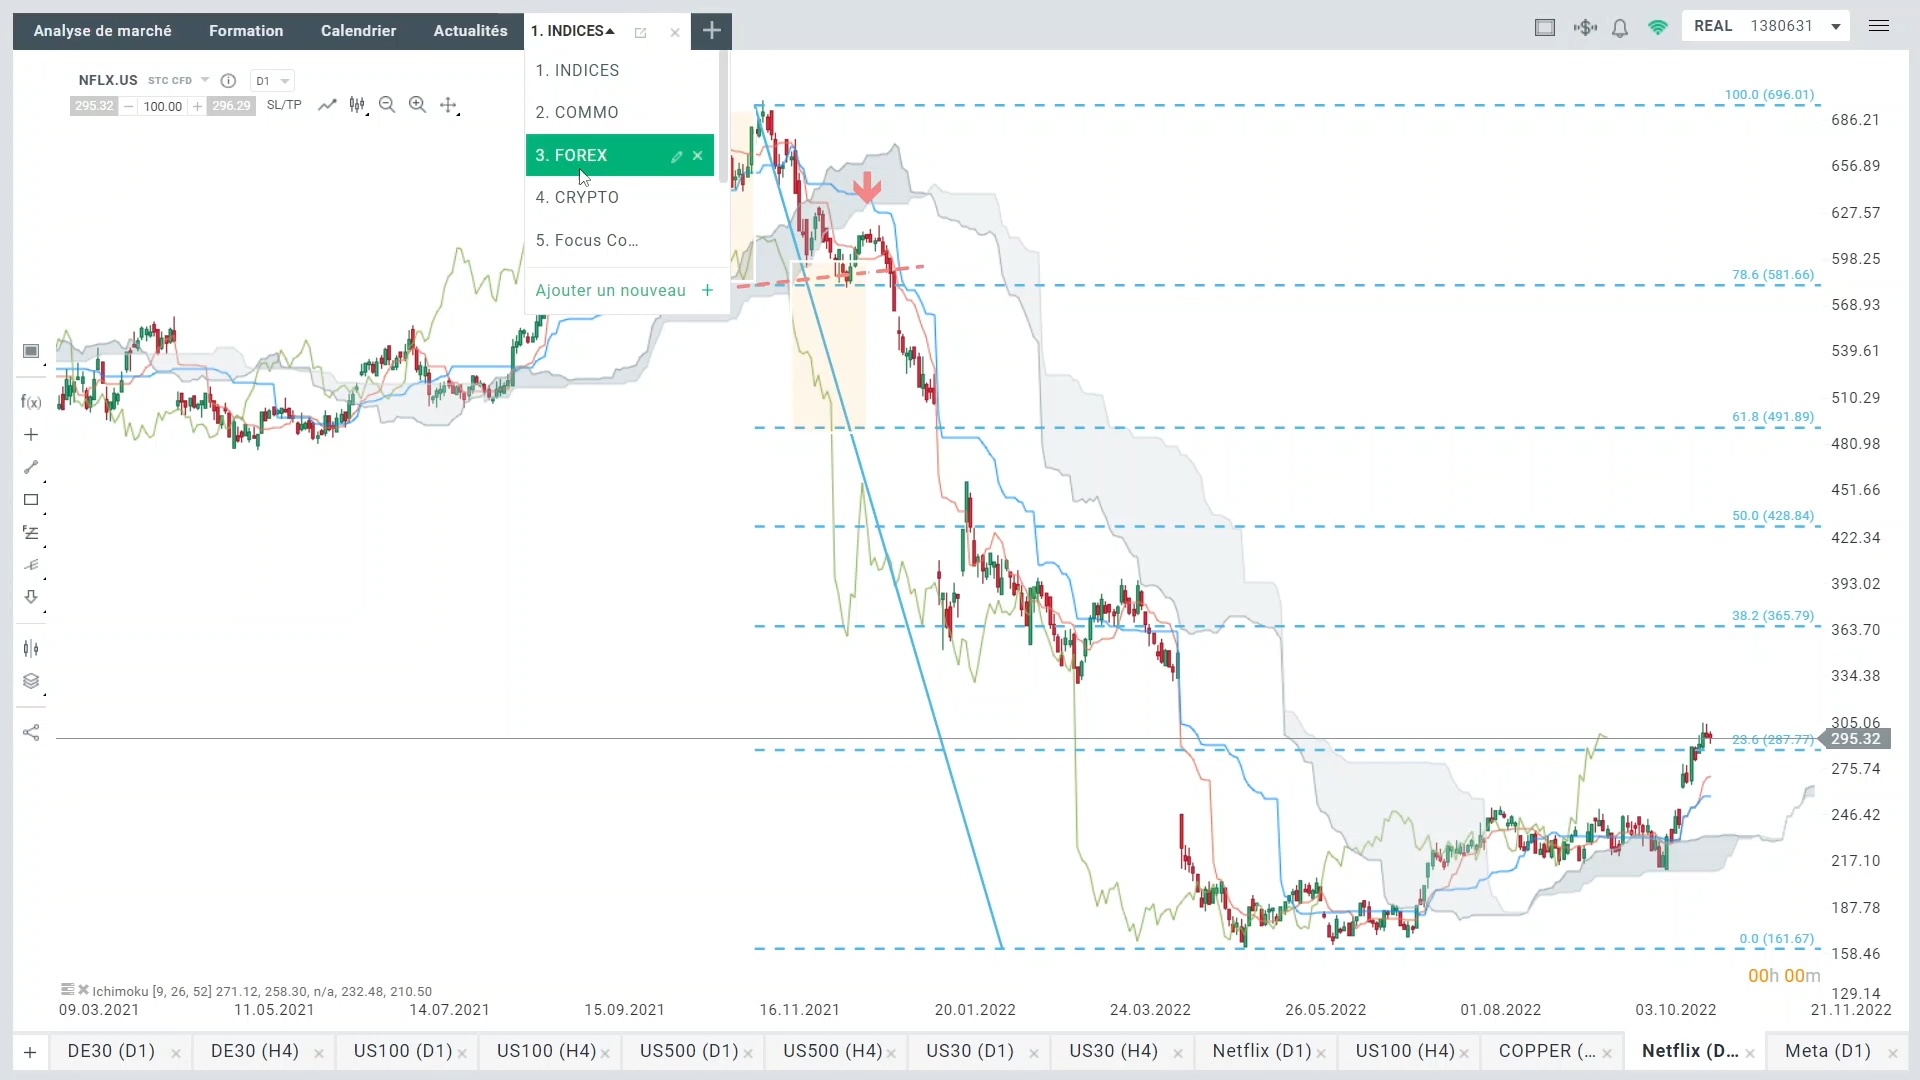 Analyse de marché Formation Calendrier Actualités 1. INDICES REAL 1380631
NFLX.US STC CFD D1
295.32 100.00 296.29 SL/TP
1. INDICES
2. COMMO
3. FOREX
4. CRYPTO
5. Focus Co...
Ajouter un nouveau +
f(x)
100.0 (696.01)
78.6 (581.66)
61.8 (491.89)
50.0 (428.84)
38.2 (365.79)
23.6 (287.77)
0.0 (161.67)
686.21
656.89
627.57
598.25
568.93
539.61
510.29
480.98
451.66
422.34
393.02
363.70
334.38
305.06
295.32
275.74
246.42
217.10
187.78
158.46
129.14
00h 00m
Ichimoku [9, 26, 52] 271.12, 258.30, n/a, 232.48, 210.50
09.03.2021 11.05.2021 14.07.2021 15.09.2021 16.11.2021 20.01.2022 24.03.2022 26.05.2022 01.08.2022 03.10.2022 21.11.2022
+ DE30 (D1) DE30 (H4) US100 (D1) US100 (H4) US500 (D1) US500 (H4) US30 (D1) US30 (H4) Netflix (D1) US100 (H4) COPPER (... Netflix (D... Meta (D1)